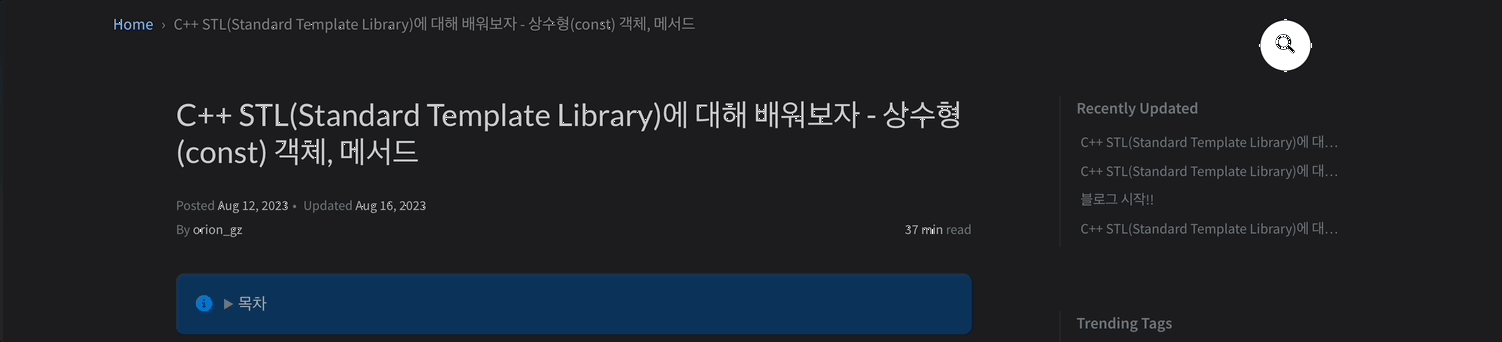 Home › C++ STL(Standard Template Library)에 대해 배워보자 - 상수형(const) 객체, 메서드
C++ STL(Standard Template Library)에 대해 배워보자 - 상수형
(const) 객체, 메서드
Posted Aug 12, 2023 • Updated Aug 16, 2023
By orion_gz
37 min read
▶ 목차
Recently Updated
C++ STL(Standard Template Library)에 대...
C++ STL(Standard Template Library)에 대...
블로그 시작!!
C++ STL(Standard Template Library)에 대...
Trending Tags